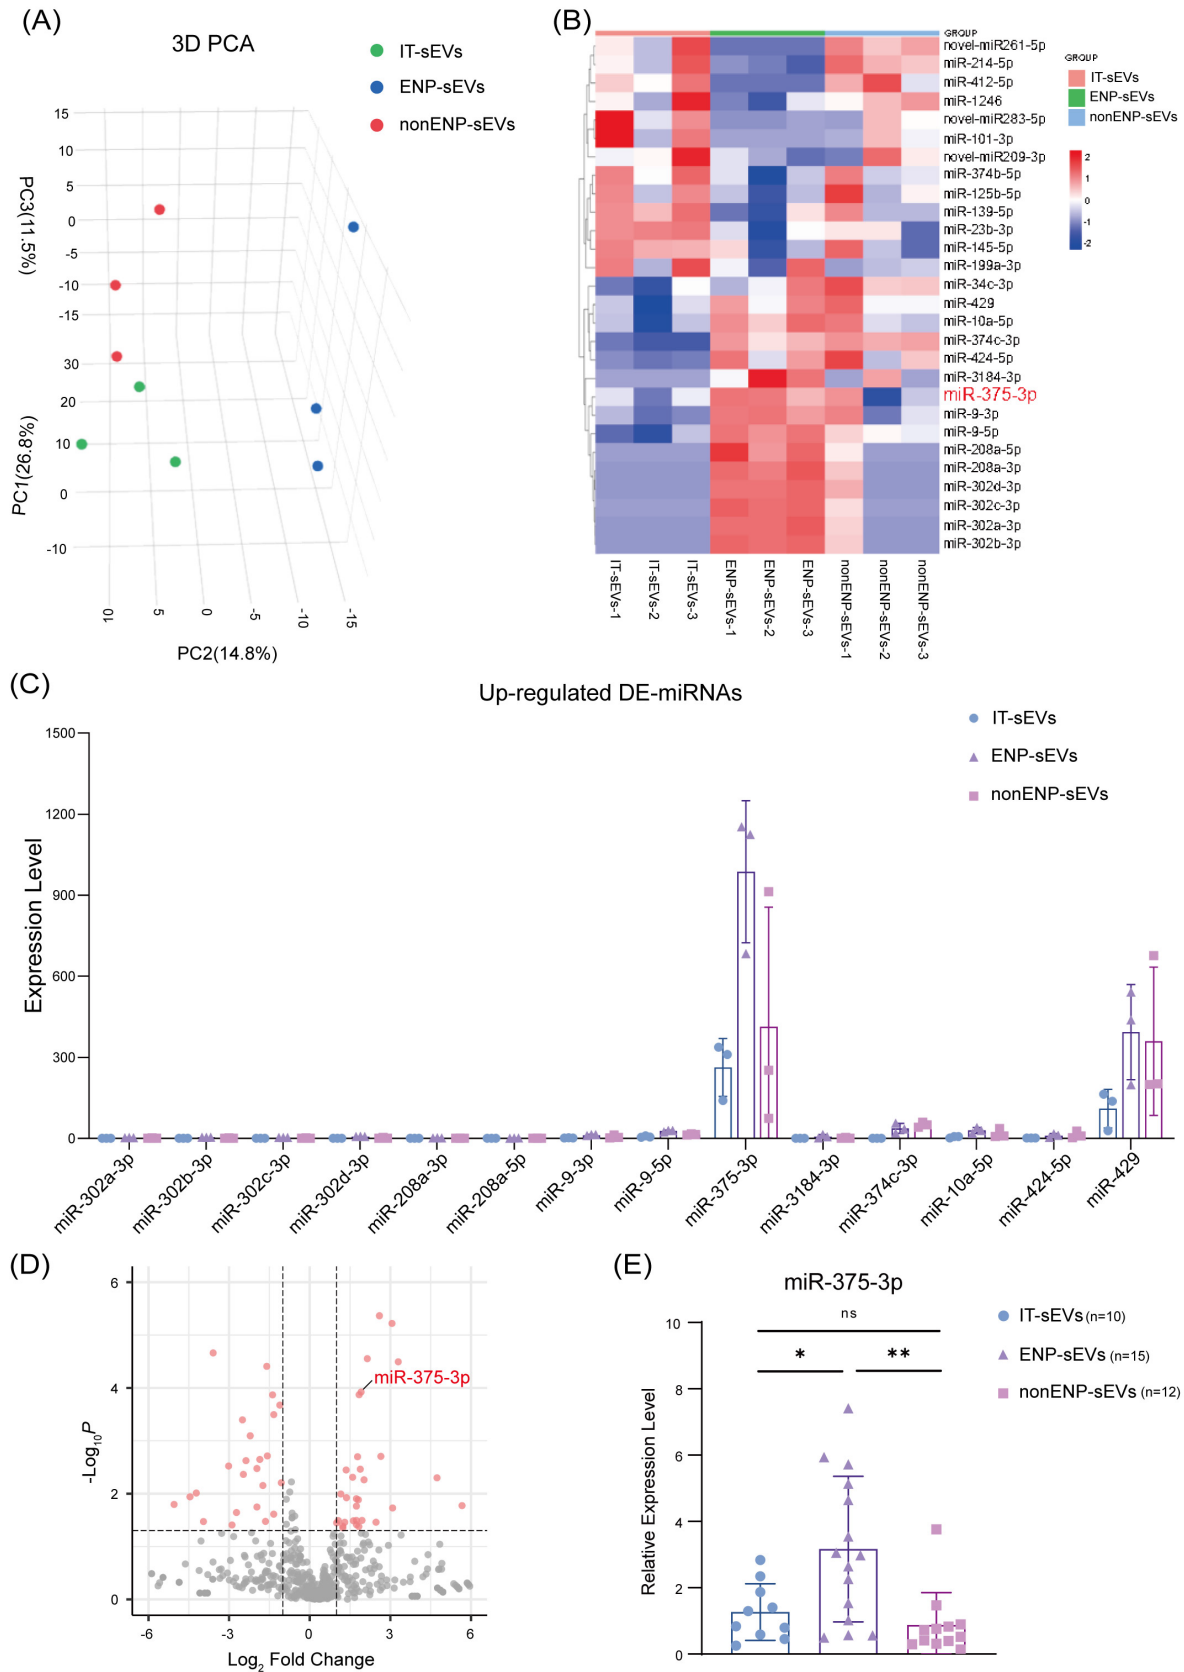 (A)
3D PCA
IT-sEVs
ENP-sEVs
nonENP-sEVs
15
10
5
0
-5
-10
-15
30
20
10
0
-10
PC3(11.5%)
PC1(26.8%)
10
5
0
-5
-10
-15
PC2(14.8%)
(B)
GROUP
novel-miR261-5p
miR-214-5p
miR-412-5p
miR-1246
novel-miR283-5p
miR-101-3p
novel-miR209-3p
miR-374b-5p
miR-125b-5p
miR-139-5p
miR-23b-3p
miR-145-5p
miR-199a-3p
miR-34c-3p
miR-429
miR-10a-5p
miR-374c-3p
miR-424-5p
miR-3184-3p
miR-375-3p
miR-9-3p
miR-9-5p
miR-208a-5p
miR-208a-3p
miR-302d-3p
miR-302c-3p
miR-302a-3p
miR-302b-3p
IT-sEVs-1
IT-sEVs-2
IT-sEVs-3
ENP-sEVs-1
ENP-sEVs-2
ENP-sEVs-3
nonENP-sEVs-1
nonENP-sEVs-2
nonENP-sEVs-3
GROUP
IT-sEVs
ENP-sEVs
nonENP-sEVs
2
1
0
-1
-2
(C)
Up-regulated DE-miRNAs
IT-sEVs
ENP-sEVs
nonENP-sEVs
Expression Level
1500
1200
900
600
300
0
miR-302a-3p
miR-302b-3p
miR-302c-3p
miR-302d-3p
miR-208a-3p
miR-208a-5p
miR-9-3p
miR-9-5p
miR-375-3p
miR-3184-3p
miR-374c-3p
miR-10a-5p
miR-424-5p
miR-429
(D)
-Log10P
6
4
2
0
miR-375-3p
-6
-3
0
3
6
Log2 Fold Change
(E)
miR-375-3p
ns
*
**
IT-sEVs (n=10)
ENP-sEVs (n=15)
nonENP-sEVs (n=12)
Relative Expression Level
10
8
6
4
2
0